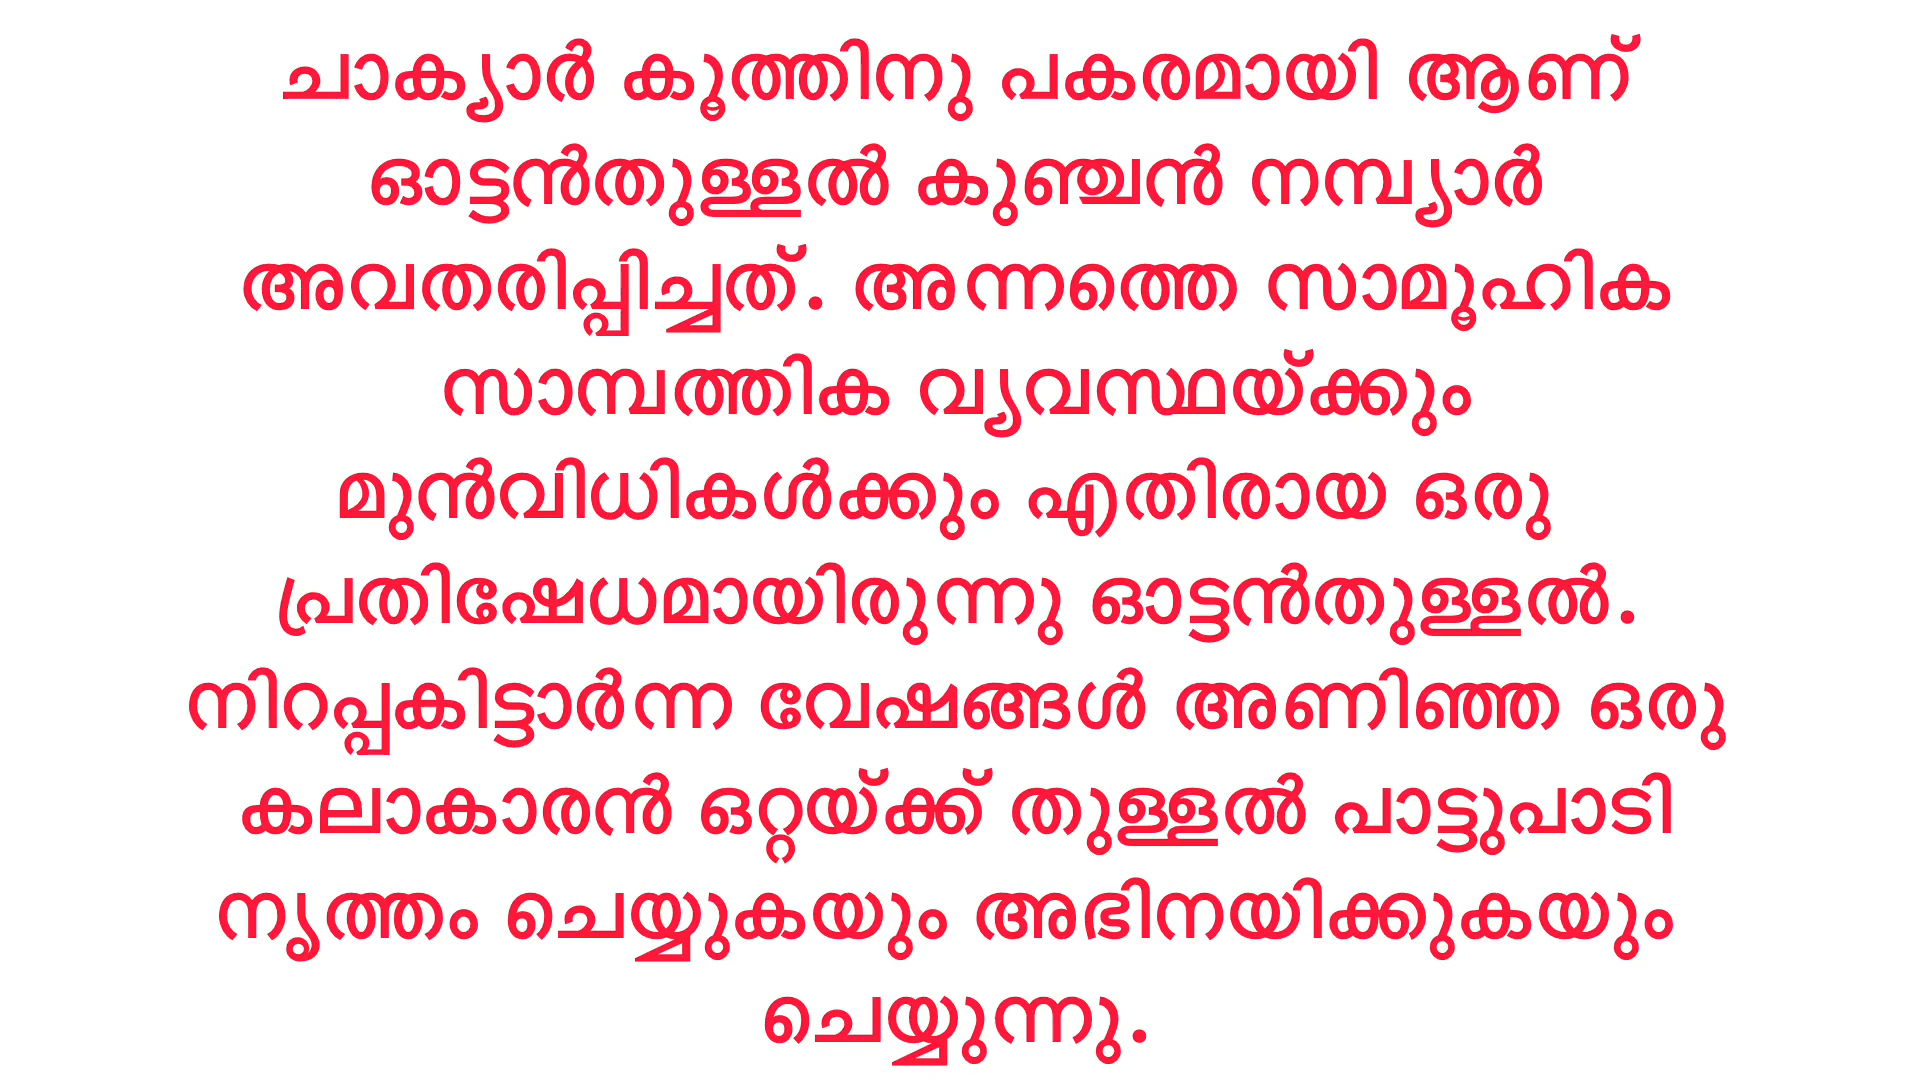 ചാക്യാർ കൂത്തിനു പകരമായി ആണ്
ഓട്ടൻതുള്ളൽ കുഞ്ചൻ നമ്പ്യാർ
അവതരിപ്പിച്ചത്. അന്നത്തെ സാമൂഹിക
സാമ്പത്തിക വ്യവസ്ഥയ്ക്കും
മുൻവിധികൾക്കും എതിരായ ഒരു
പ്രതിഷേധമായിരുന്നു ഓട്ടൻതുള്ളൽ.
നിറപ്പകിട്ടാർന്ന വേഷങ്ങൾ അണിഞ്ഞ ഒരു
കലാകാരൻ ഒറ്റയ്ക്ക് തുള്ളൽ പാട്ടുപാടി
നൃത്തം ചെയ്യുകയും അഭിനയിക്കുകയും
ചെയ്യുന്നു.